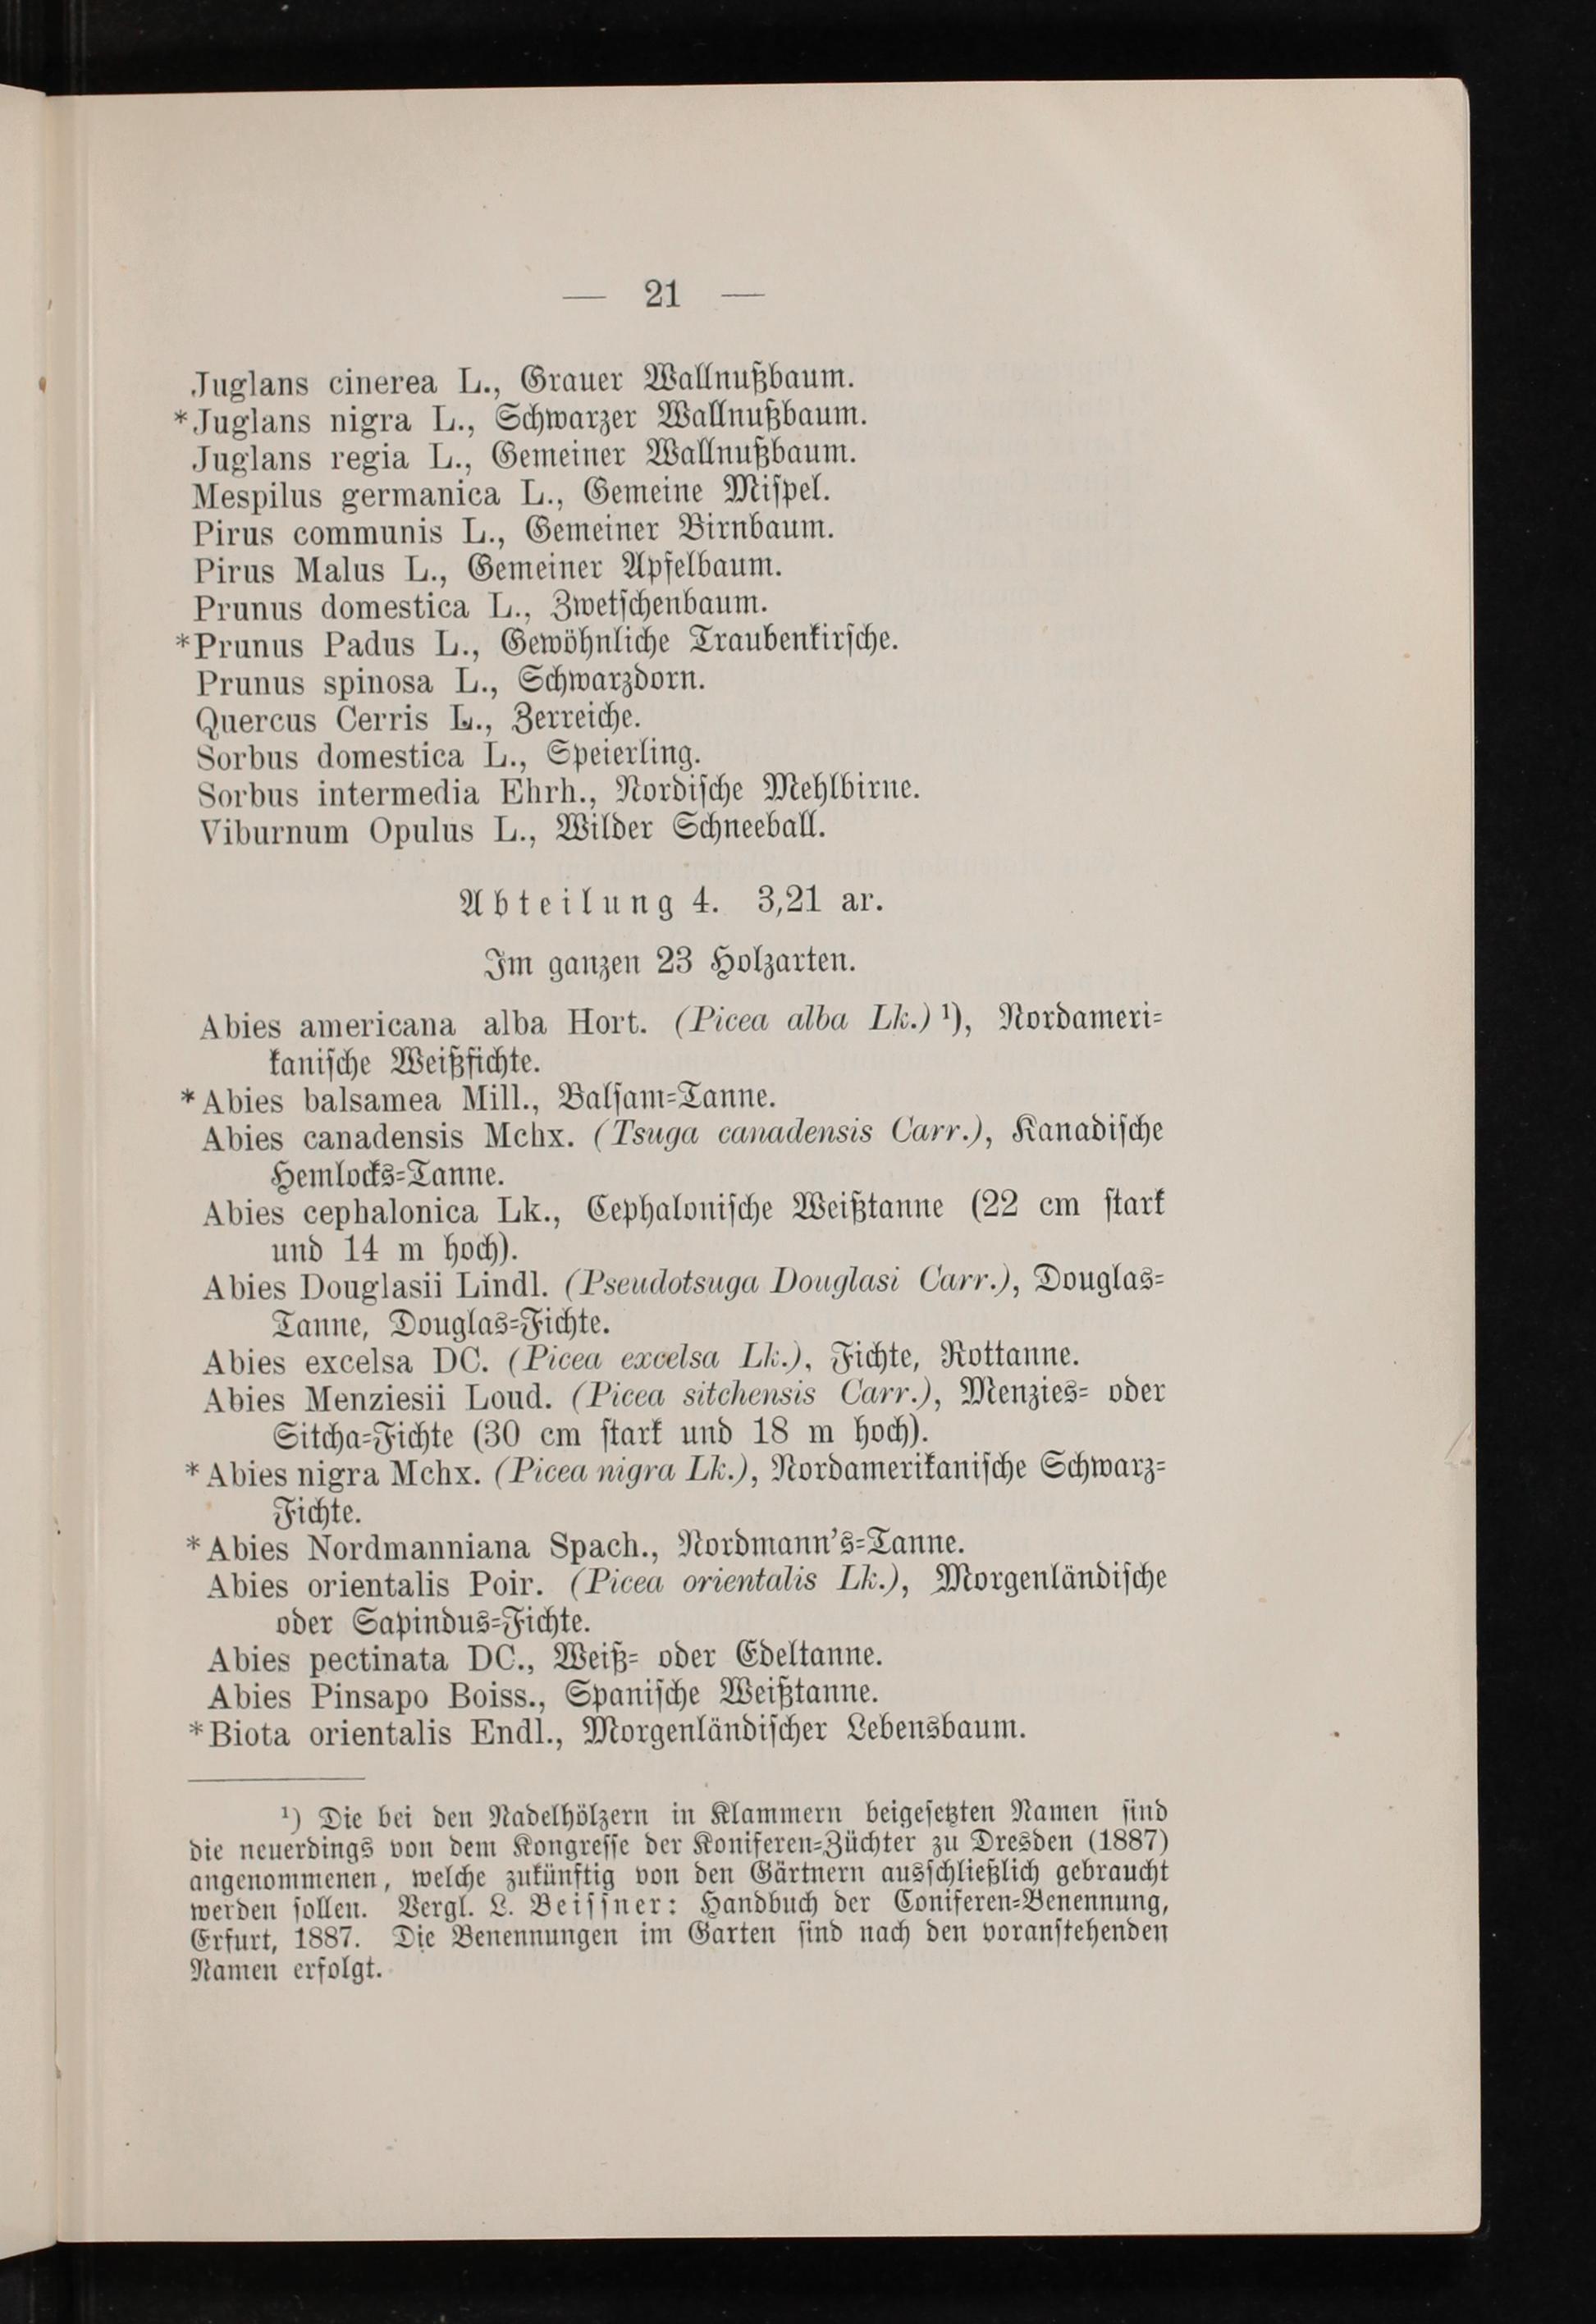 — 21 —
Juglans cinerea L., Grauer Wallnußbaum.
*Juglans nigra L., Schwarzer Wallnußbaum.
Juglans regia L., Gemeiner Wallnußbaum.
Mespilus germanica L., Gemeine Miſpel.
Pirus communis L., Gemeiner Birnbaum.
Pirus Malus L., Gemeiner Apfelbaum.
Prunus domestica L., Zwetſchenbaum.
*Prunus Padus L., Gewöhnliche Traubenkirſche.
Prunus spinosa L., Schwarzdorn.
Quercus Cerris L., Zerreiche.
Sorbus domestica L., Speierling.
Sorbus intermedia Ehrh., Nordiſche Mehlbirne.
Viburnum Opulus L., Wilder Schneeball.
Abteilung 4. 3,21 ar.
Im ganzen 23 Holzarten.
Abies americana alba Hort. (Picea alba Lk.) ¹), Nordameri-
kaniſche Weißfichte.
*Abies balsamea Mill., Balſam-Tanne.
Abies canadensis Mchx. (Tsuga canadensis Carr.), Kanadiſche
Hemlocks-Tanne.
Abies cephalonica Lk., Cephaloniſche Weißtanne (22 cm ſtark
und 14 m hoch).
Abies Douglasii Lindl. (Pseudotsuga Douglasi Carr.), Douglas-
Tanne, Douglas-Fichte.
Abies excelsa DC. (Picea excelsa Lk.), Fichte, Rottanne.
Abies Menziesii Loud. (Picea sitchensis Carr.), Menzies- oder
Sitcha-Fichte (30 cm ſtark und 18 m hoch).
*Abies nigra Mchx. (Picea nigra Lk.), Nordamerikaniſche Schwarz-
Fichte.
*Abies Nordmanniana Spach., Nordmann's-Tanne.
Abies orientalis Poir. (Picea orientalis Lk.), Morgenländiſche
oder Sapindus-Fichte.
Abies pectinata DC., Weiß- oder Edeltanne.
Abies Pinsapo Boiss., Spaniſche Weißtanne.
*Biota orientalis Endl., Morgenländiſcher Lebensbaum.
¹) Die bei den Nadelhölzern in Klammern beigeſetzten Namen ſind
die neuerdings von dem Kongreſſe der Koniferen-Züchter zu Dresden (1887)
angenommenen, welche zukünftig von den Gärtnern ausſchließlich gebraucht
werden ſollen. Vergl. L. Beiſſner: Handbuch der Coniferen-Benennung,
Erfurt, 1887. Die Benennungen im Garten ſind nach den voranſtehenden
Namen erfolgt.